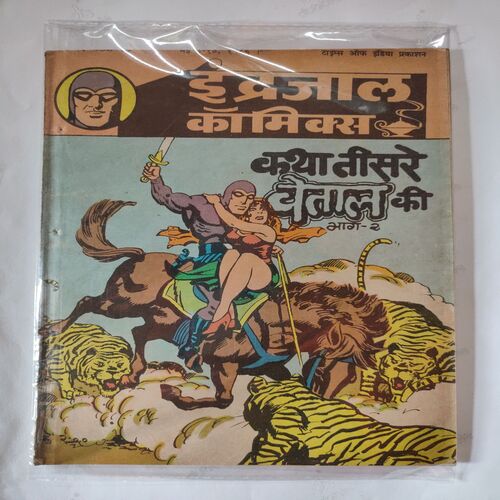 टाइम्स ऑफ इंडिया प्रकाशन
इंद्रजाल
कॉमिक्स
कथा तीसरे
वेताल की
भाग-२